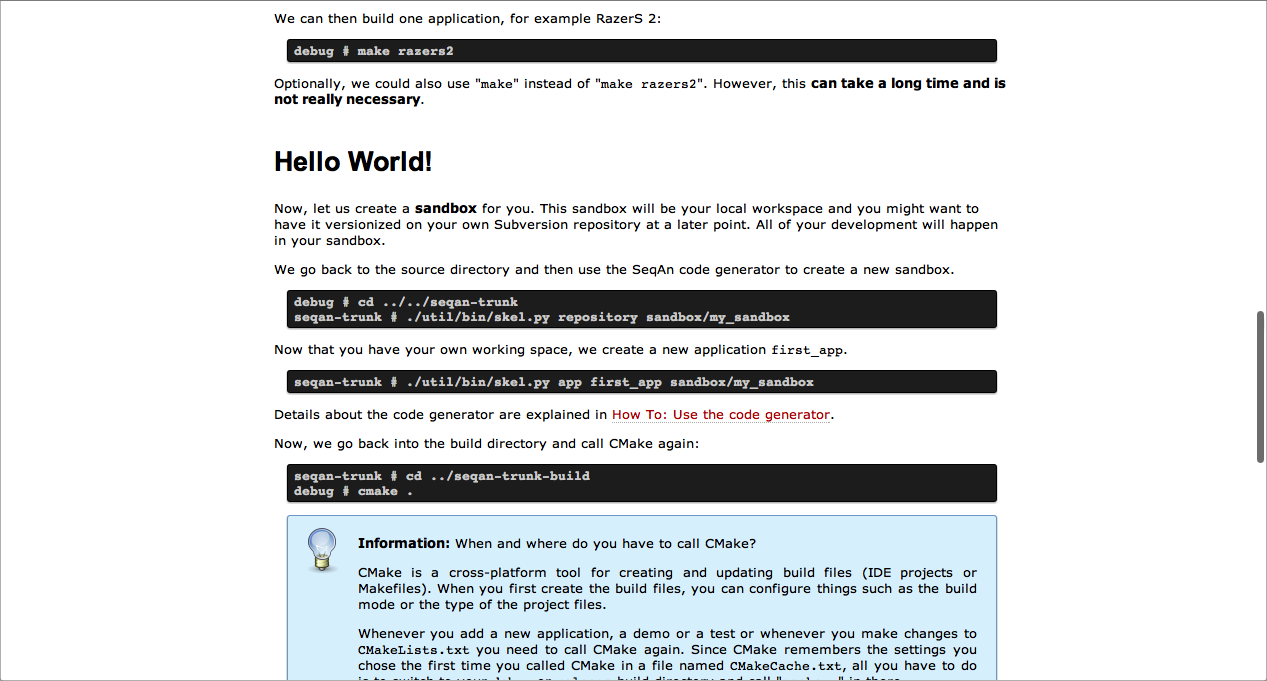 We can then build one application, for example RazerS 2:
debug # make razers2
Optionally, we could also use "make" instead of "make razers2". However, this can take a long time and is
not really necessary.
Hello World!
Now, let us create a sandbox for you. This sandbox will be your local workspace and you might want to
have it versionized on your own Subversion repository at a later point. All of your development will happen
in your sandbox.
We go back to the source directory and then use the SeqAn code generator to create a new sandbox.
debug # cd ../../seqan-trunk
seqan-trunk # ./util/bin/skel.py repository sandbox/my_sandbox
Now that you have your own working space, we create a new application first_app.
seqan-trunk # ./util/bin/skel.py app first_app sandbox/my_sandbox
Details about the code generator are explained in How To: Use the code generator.
Now, we go back into the build directory and call CMake again:
seqan-trunk # cd ../seqan-trunk-build
debug # cmake .
Information: When and where do you have to call CMake?
CMake is a cross-platform tool for creating and updating build files (IDE projects or
Makefiles). When you first create the build files, you can configure things such as the build
mode or the type of the project files.
Whenever you add a new application, a demo or a test or whenever you make changes to
CMakeLists.txt you need to call CMake again. Since CMake remembers the settings you
chose the first time you called CMake in a file named CMakeCache.txt, all you have to do
is to switch to your